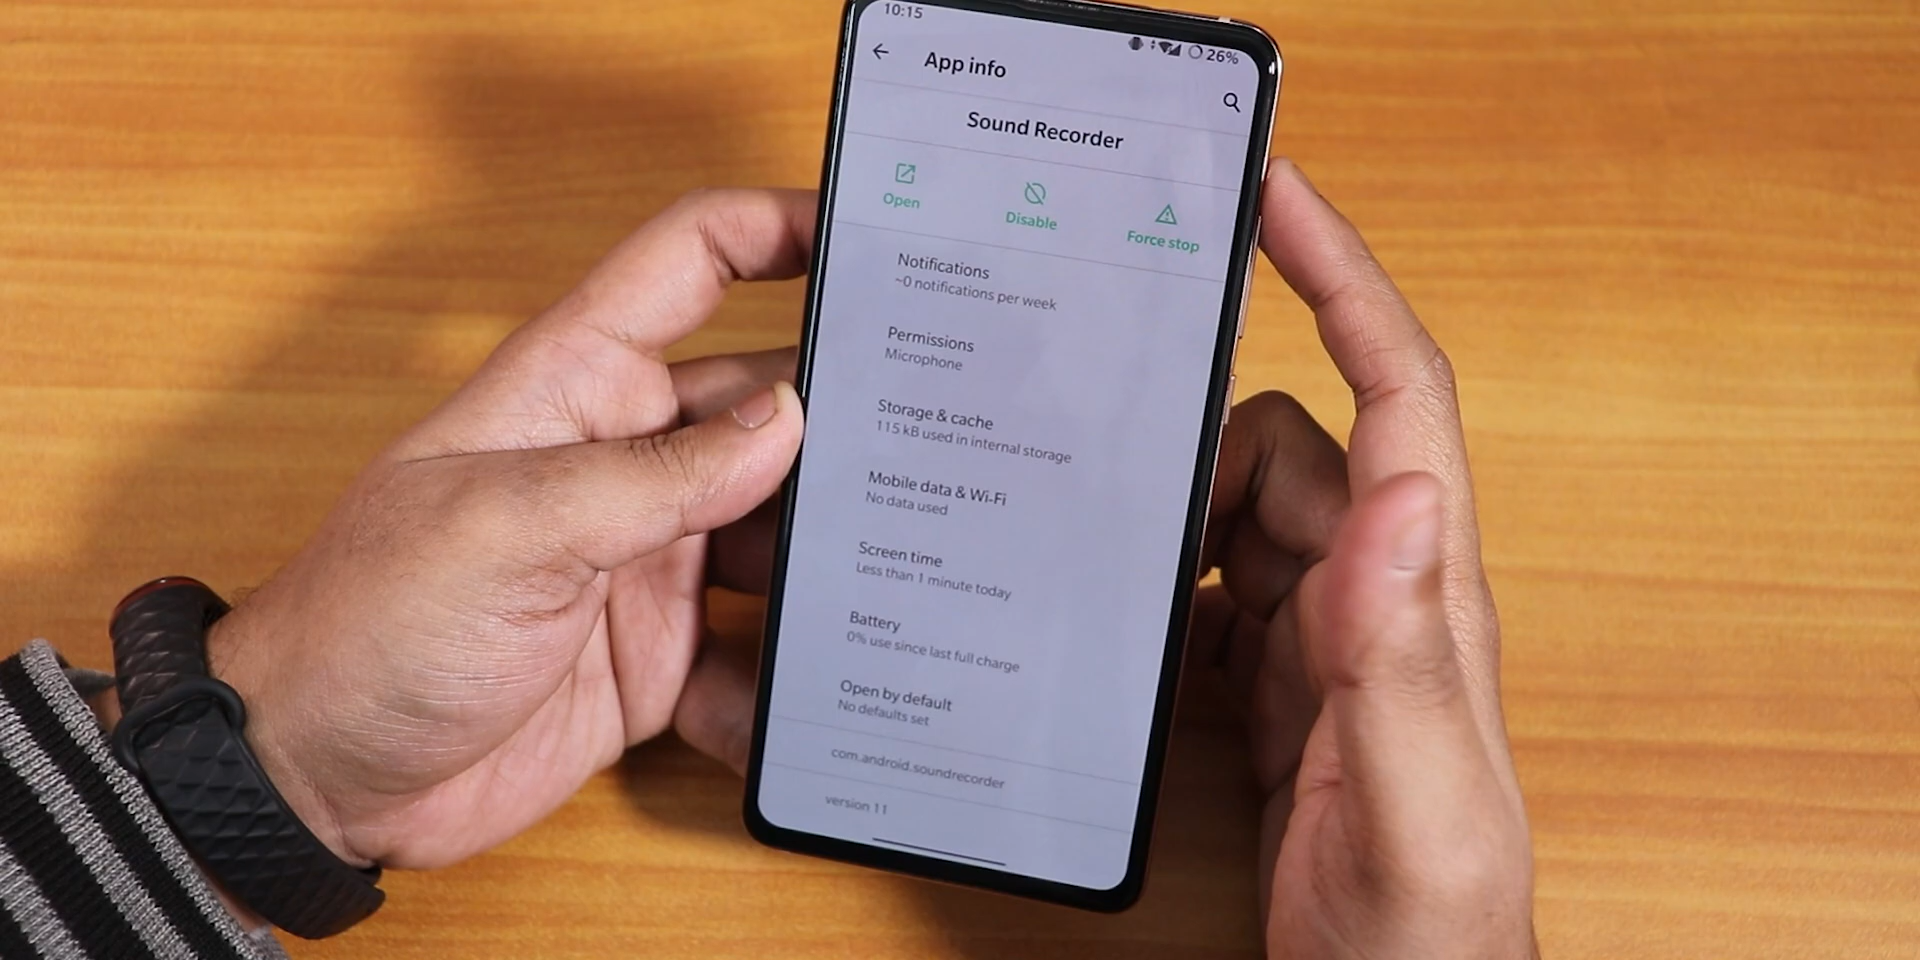 10:15
26%
App info
Sound Recorder
Open
Disable
Force stop
Notifications
~0 notifications per week
Permissions
Microphone
Storage & cache
115 kB used in internal storage
Mobile data & Wi-Fi
No data used
Screen time
Less than 1 minute today
Battery
0% use since last full charge
Open by default
No defaults set
com.android.soundrecorder
version 11